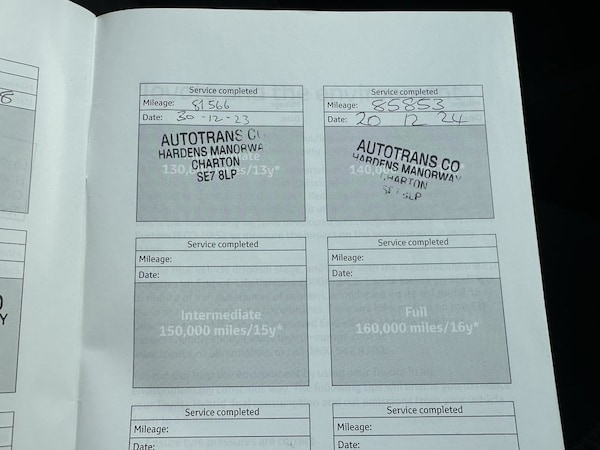 8
Service completed
Mileage: 81566
Date: 30-12-23
AUTOTRANS CO
HARDENS MANORWA
CHARTON
SE7 8LP
130,0 s/13y*
Service completed
Mileage: 85853
Date: 20 12 24
AUTOTRANS CO
HARDENS MANORWAY
CHARTON
8LP
140,0
Y
Service completed
Mileage:
Date:
Intermediate
150,000 miles/15y*
Service completed
Mileage:
Date:
Full
160,000 miles/16y*
Service completed
Mileage:
Date:
Service completed
Mileage:
Date: